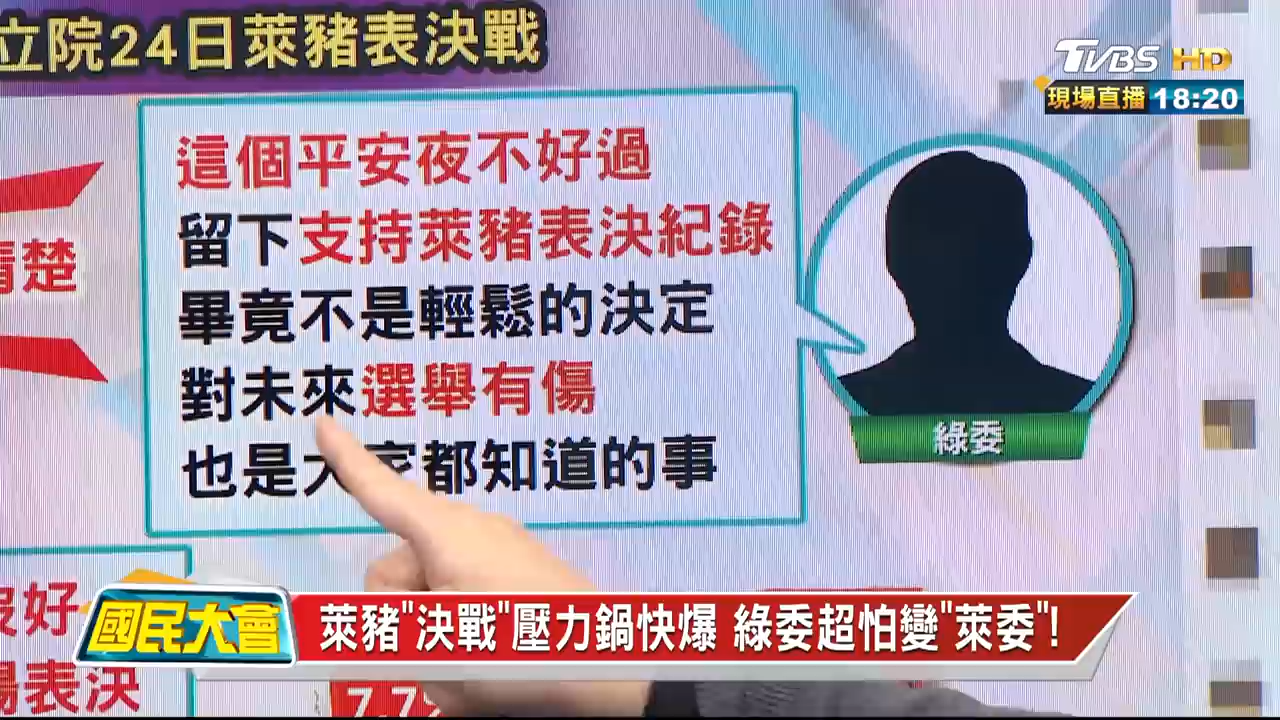 立院24日萊豬表決戰
TVBS HD
現場直播 18:20
這個平安夜不好過
留下支持萊豬表決紀錄
畢竟不是輕鬆的決定
對未來選舉有傷
也是大家都知道的事
清楚
綠委
沒好
場表決
7.7%
國民大會
萊豬"決戰"壓力鍋快爆 綠委超怕變"萊委"!